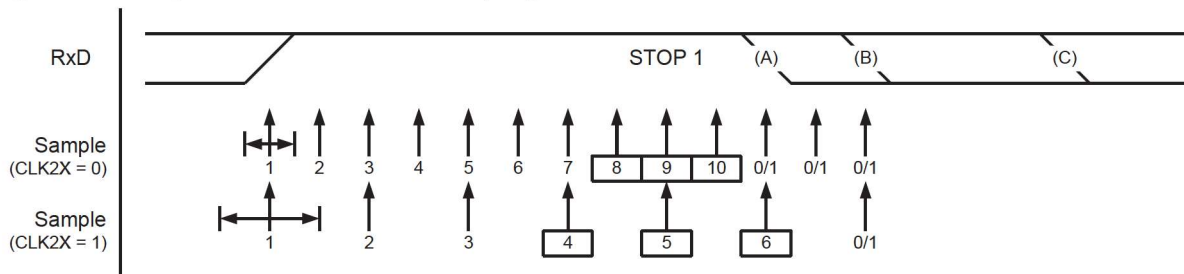 RxD STOP 1 (A) (B) (C)
Sample
(CLK2X = 0)
1 2 3 4 5 6 7 8 9 10 0/1 0/1 0/1
Sample
(CLK2X = 1)
1 2 3 4 5 6 0/1